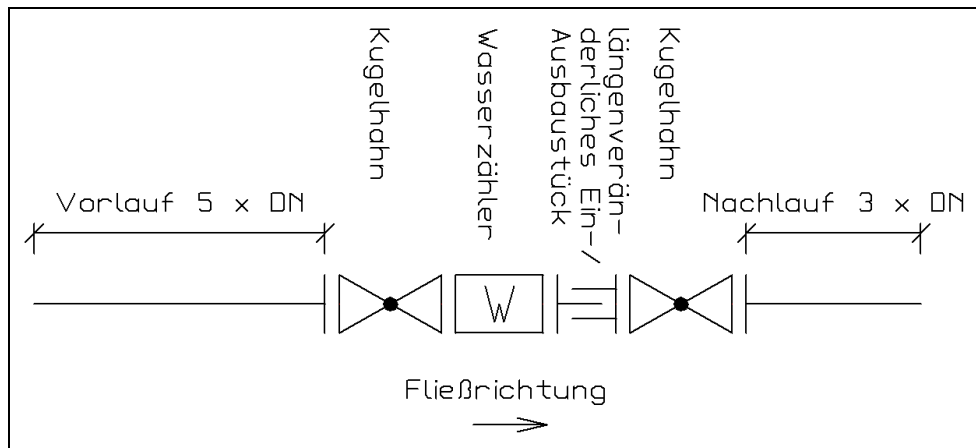 Kugelhahn
Wasserzähler
längenverän-
derliches Ein-/
Ausbaustück
Kugelhahn
Vorlauf 5 x DN
Nachlauf 3 x DN
W
Fließrichtung